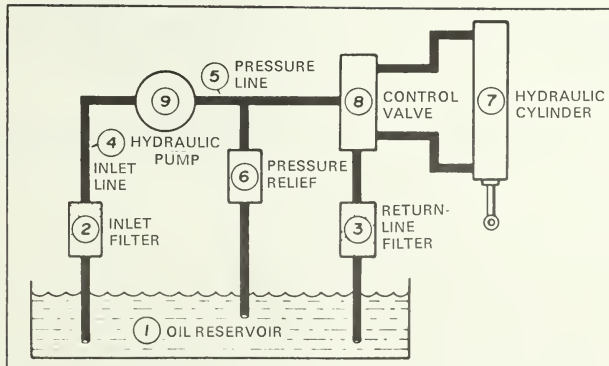 5 PRESSURE
LINE
9
8 CONTROL
VALVE
7 HYDRAULIC
CYLINDER
4 HYDRAULIC
PUMP
INLET
LINE
6 PRESSURE
RELIEF
2 INLET
FILTER
3 RETURN-
LINE
FILTER
1 OIL RESERVOIR